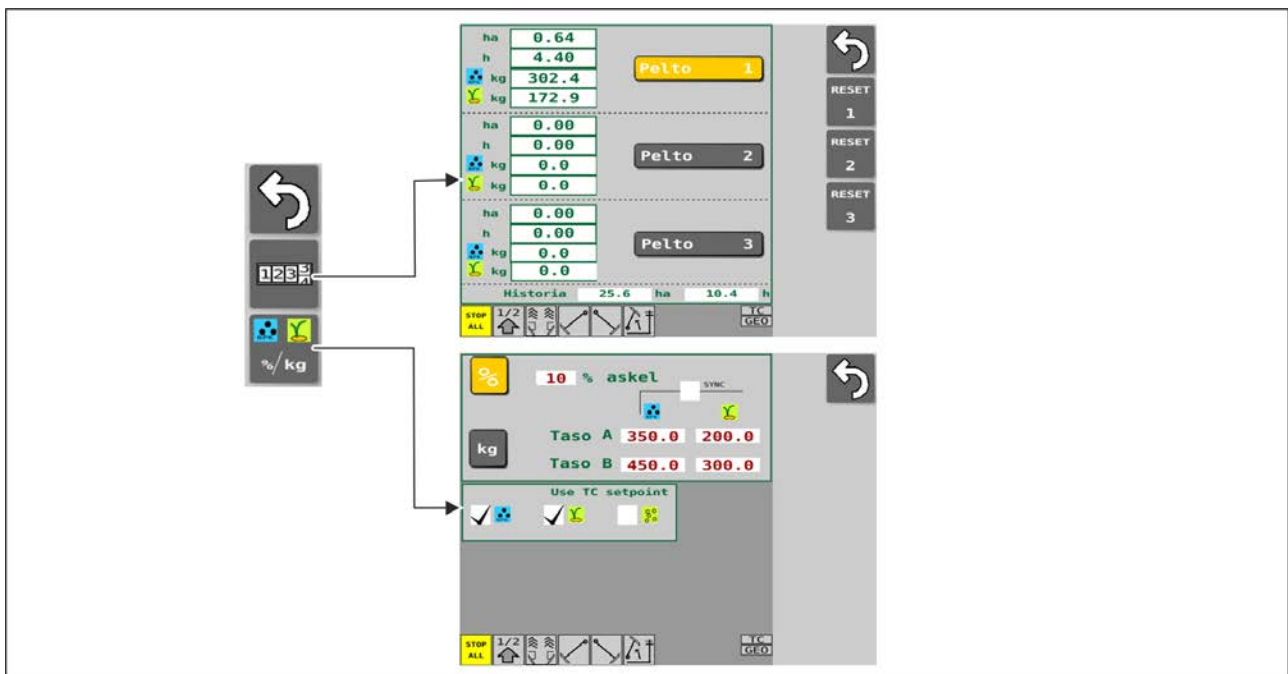 1234
%/kg
ha 0.64
h 4.40
kg 302.4
kg 172.9
Pelto 1
ha 0.00
h 0.00
kg 0.0
kg 0.0
Pelto 2
ha 0.00
h 0.00
kg 0.0
kg 0.0
Pelto 3
Historia 25.6 ha 10.4 h
STOP ALL 1/2 TC GEO
RESET
1
RESET
2
RESET
3
% 10 % askel SYNC
kg
Taso A 350.0 200.0
Taso B 450.0 300.0
Use TC setpoint
STOP ALL 1/2 TC GEO